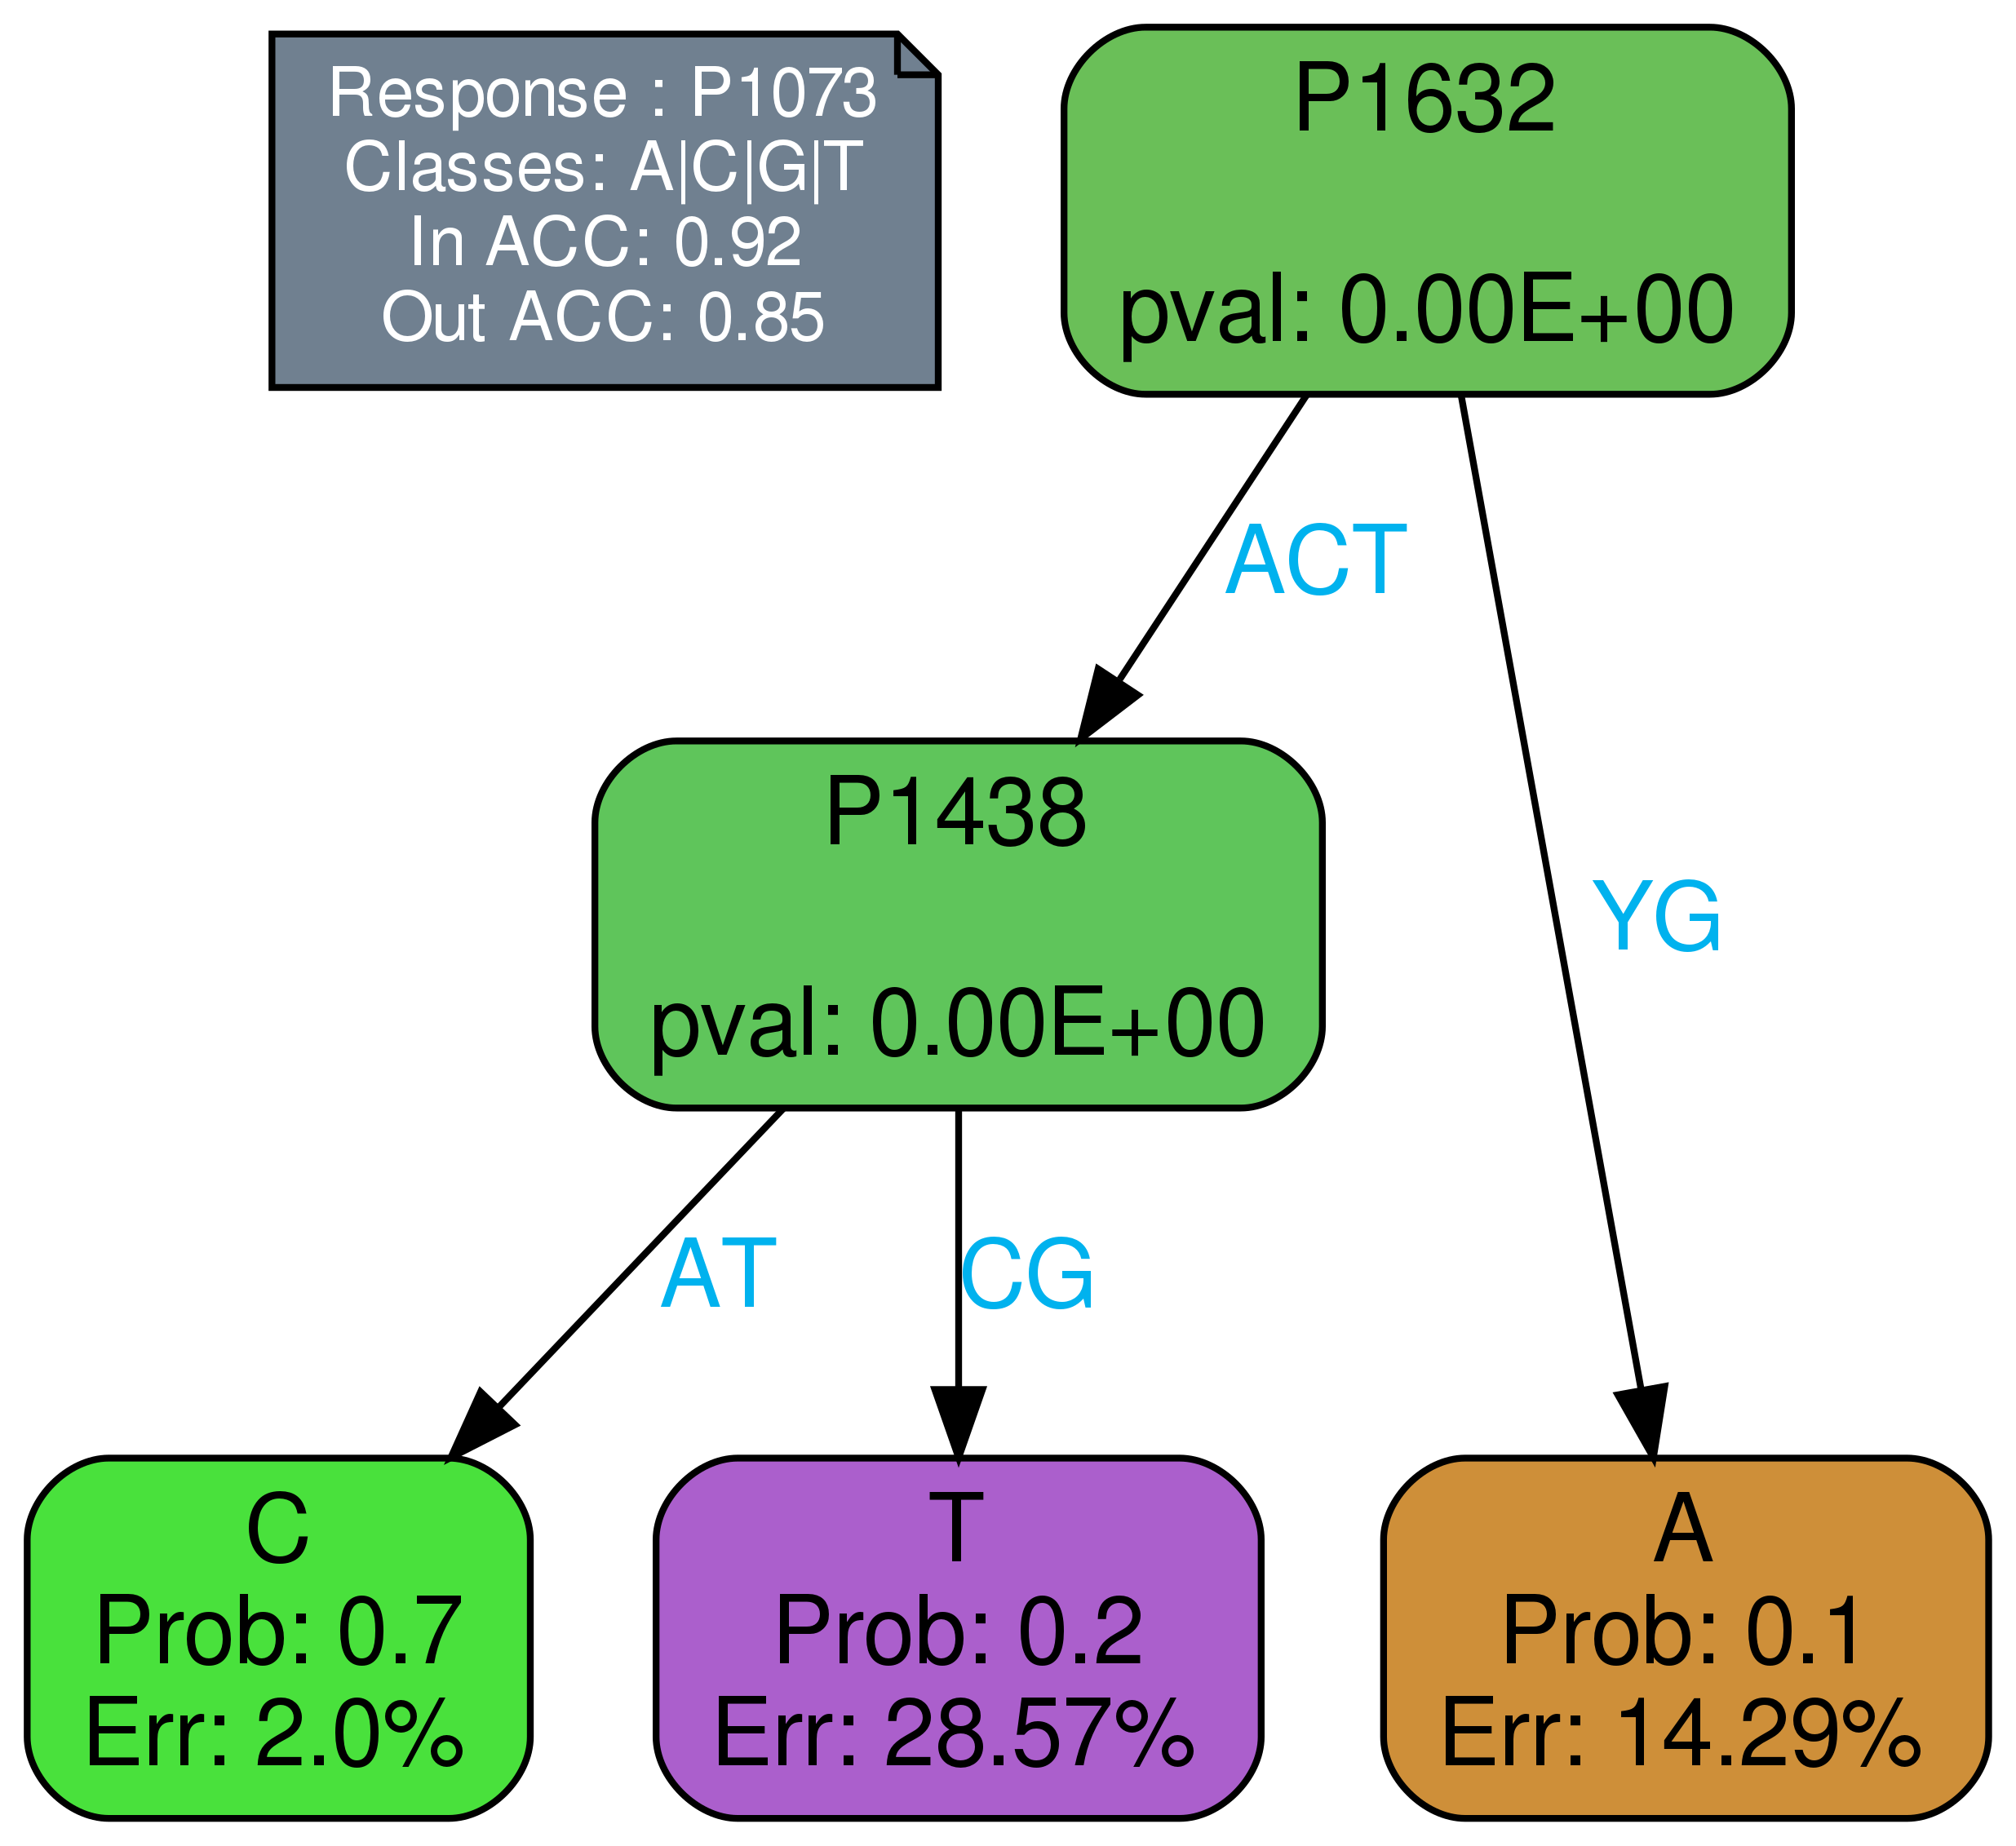 Response : P1073
Classes: A|C|G|T
In ACC: 0.92
Out ACC: 0.85
P1632
pval: 0.00E+00
ACT
YG
P1438
pval: 0.00E+00
AT
CG
C
Prob: 0.7
Err: 2.0%
T
Prob: 0.2
Err: 28.57%
A
Prob: 0.1
Err: 14.29%